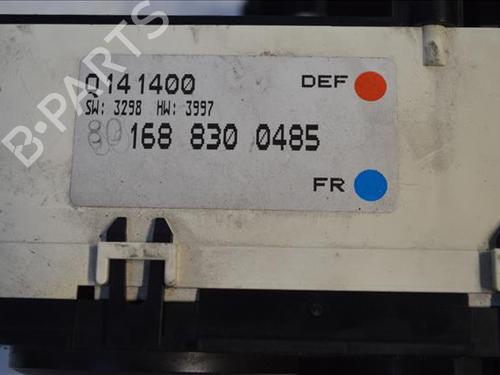 Q141400 DEF
SW: 3298 HW: 3997
80 168 830 0485
FR
B-PARTS